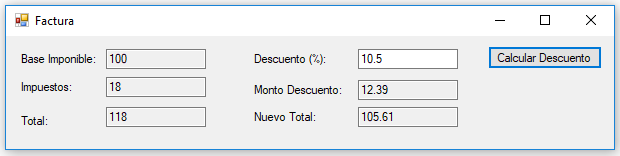 Factura
Base Imponible: 100 Descuento (%): 10.5 Calcular Descuento
Impuestos: 18 Monto Descuento: 12.39
Total: 118 Nuevo Total: 105.61